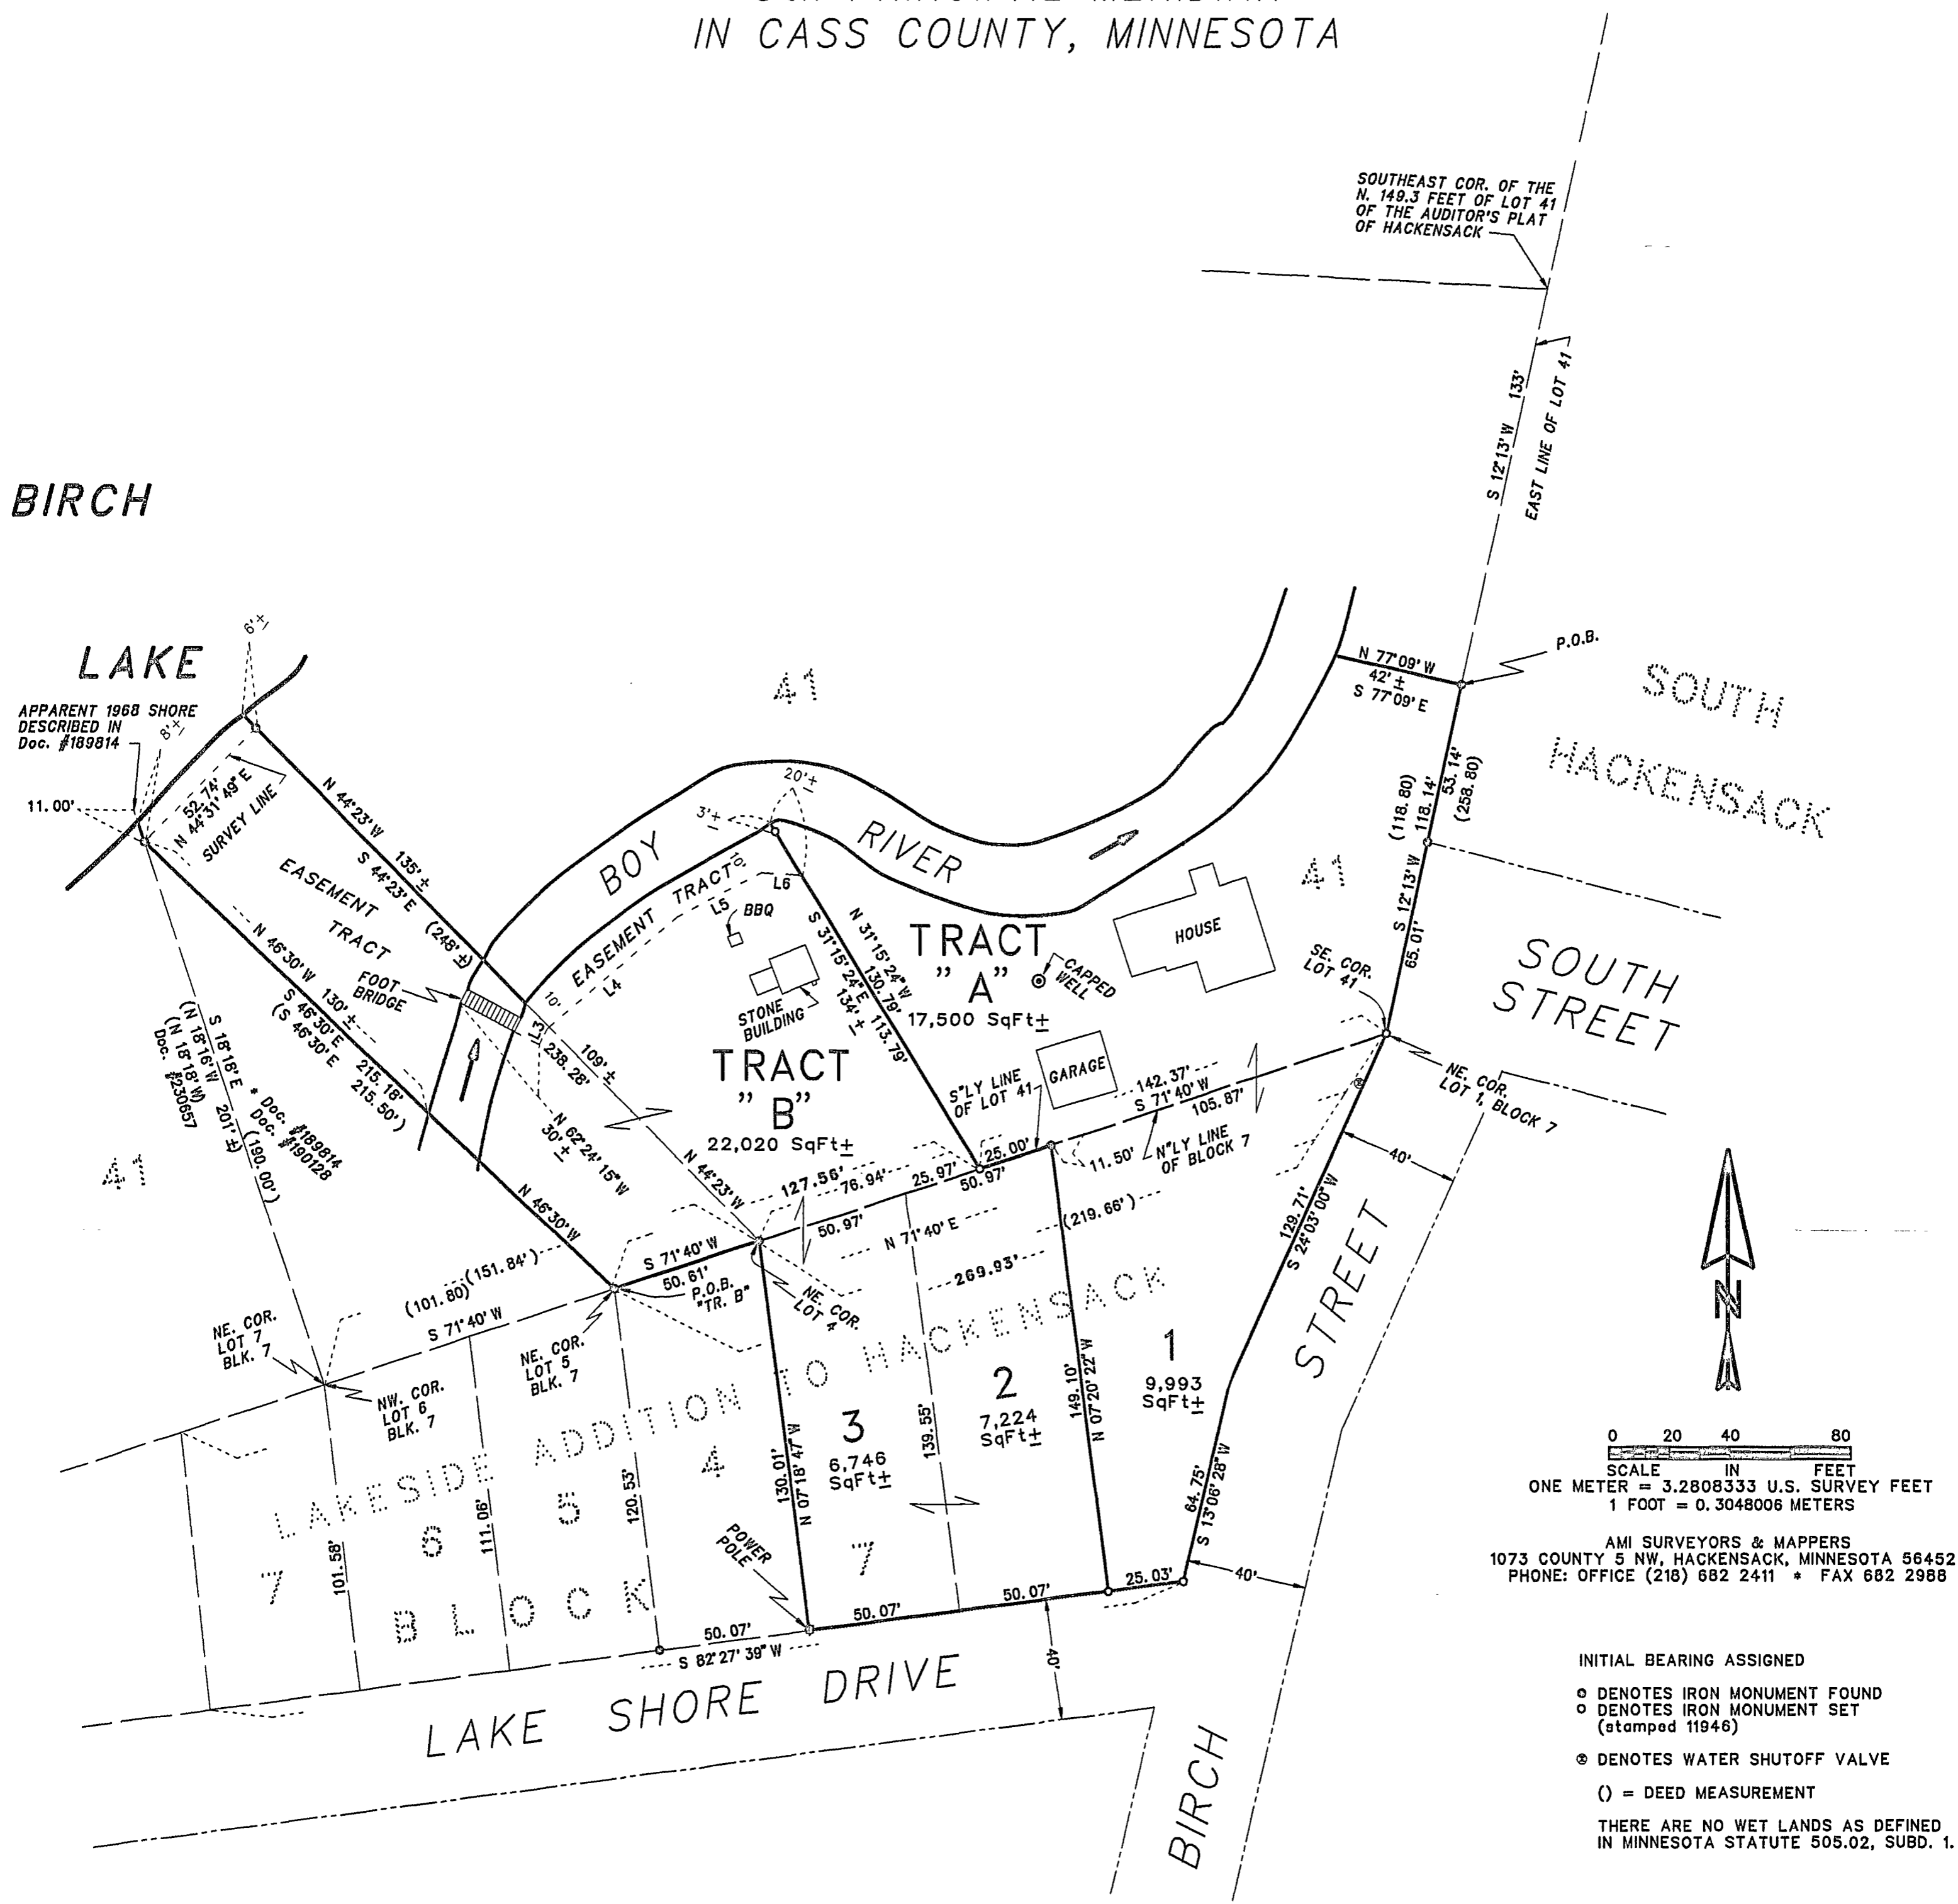 IN CASS COUNTY, MINNESOTA
SOUTHEAST COR. OF THE
N. 149.3 FEET OF LOT 41
OF THE AUDITOR'S PLAT
OF HACKENSACK
S 12°13' W 133'
EAST LINE OF LOT 41
BIRCH
LAKE
6'±
8'±
APPARENT 1968 SHORE
DESCRIBED IN
Doc. #189814
11.00'
52.74'
N 44°31'49" E
SURVEY LINE
N 44°23' W 135'±
S 44°23' E (248'±)
EASEMENT
TRACT
FOOT
BRIDGE
N 46°30' W 130'±
S 46°30' E 215.18'
(S 46°30' E 215.50')
N 46°30' W
S 18°18' E * Doc. #189814
(N 18°16' W 201'±) Doc. #190128
(N 18°18' W) (190.00')
Doc. #230657
41
41
BOY
RIVER
20'±
3'±
10'
EASEMENT TRACT
L6
L5
L4
L3
10'
BBQ
STONE
BUILDING
TRACT
"B"
22,020 SqFt±
238.28'
109'±
N 62°24'15" W
30'±
N 44°23' W
N 31°15'24" W
130.79'
S 31°15'24" E 113.79'
134'±
TRACT
"A"
17,500 SqFt±
CAPPED
WELL
HOUSE
GARAGE
41
N 77°09' W
42'±
S 77°09' E
P.O.B.
SOUTH
HACKENSACK
(118.80)
118.14'
53.14'
(258.80)
S 12°13' W
65.01'
SE. COR.
LOT 41
SOUTH
STREET
NE. COR.
LOT 1, BLOCK 7
S'LY LINE
OF LOT 41
142.37'
S 71°40' W
105.87'
11.50'
N'LY LINE
OF BLOCK 7
25.00'
25.97'
50.97'
127.56'
76.94'
50.97'
N 71°40' E
(219.66')
269.93'
S 71°40' W
50.61'
P.O.B.
"TR. B"
NE. COR.
LOT 4
(101.80)
(151.84')
S 71°40' W
NE. COR.
LOT 7
BLK. 7
NW. COR.
LOT 6
BLK. 7
NE. COR.
LOT 5
BLK. 7
LAKESIDE ADDITION TO HACKENSACK
7
6
5
4
7
BLOCK
101.58'
111.06'
120.53'
130.01'
N 07°18'47" W
139.55'
149.10'
N 07°20'22" W
3
6,746
SqFt±
2
7,224
SqFt±
1
9,993
SqFt±
129.71'
S 24°03'00" W
40'
64.75'
S 13°06'28" W
40'
POWER
POLE
50.07'
S 82°27'39" W
50.07'
50.07'
25.03'
40'
LAKE SHORE DRIVE
BIRCH
STREET
N
0 20 40 80
SCALE IN FEET
ONE METER = 3.2808333 U.S. SURVEY FEET
1 FOOT = 0.3048006 METERS
AMI SURVEYORS & MAPPERS
1073 COUNTY 5 NW, HACKENSACK, MINNESOTA 56452
PHONE: OFFICE (218) 682 2411 * FAX 682 2988
INITIAL BEARING ASSIGNED
DENOTES IRON MONUMENT FOUND
DENOTES IRON MONUMENT SET
(stamped 11946)
DENOTES WATER SHUTOFF VALVE
() = DEED MEASUREMENT
THERE ARE NO WET LANDS AS DEFINED
IN MINNESOTA STATUTE 505.02, SUBD. 1.